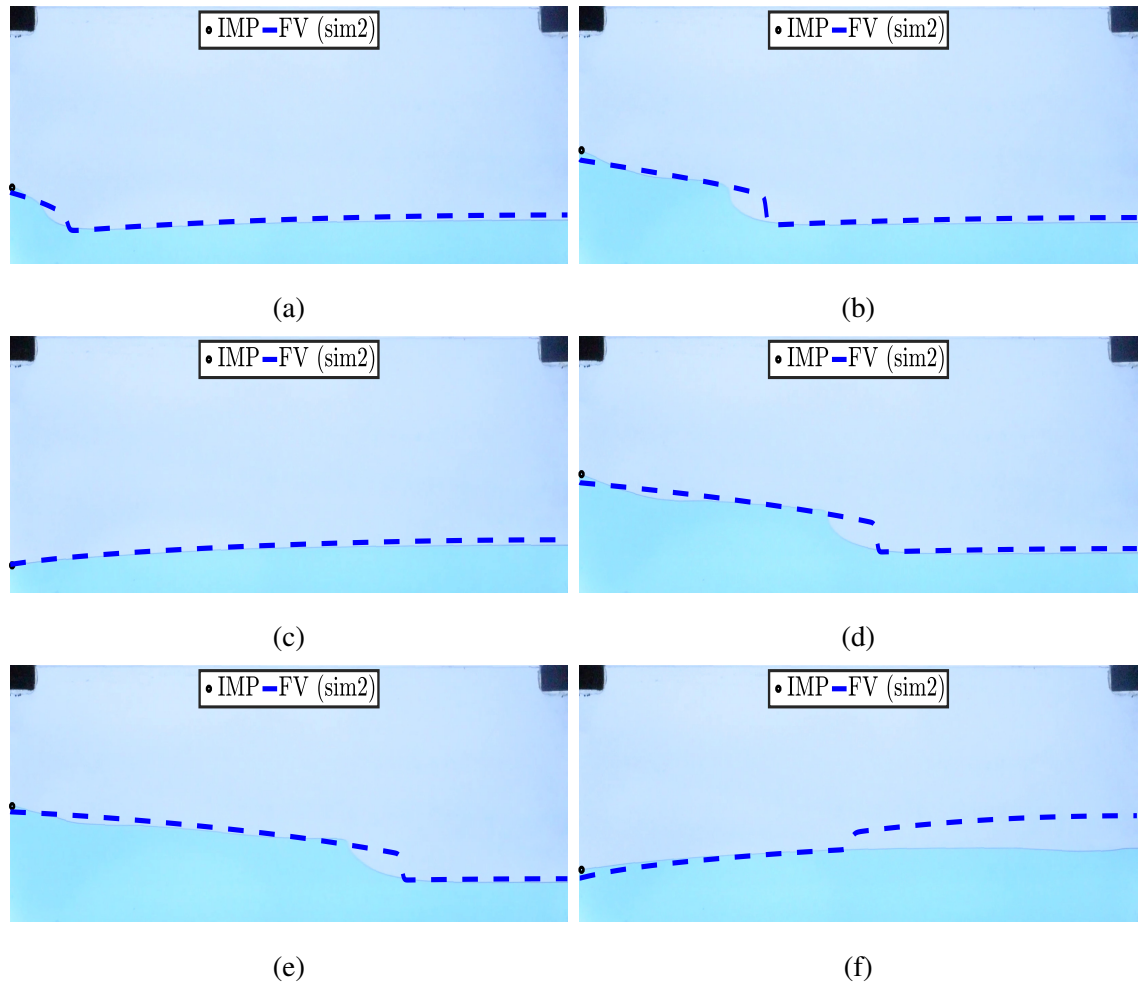 IMP FV (sim2)
IMP FV (sim2)
(a)
(b)
IMP FV (sim2)
IMP FV (sim2)
(c)
(d)
IMP FV (sim2)
IMP FV (sim2)
(e)
(f)